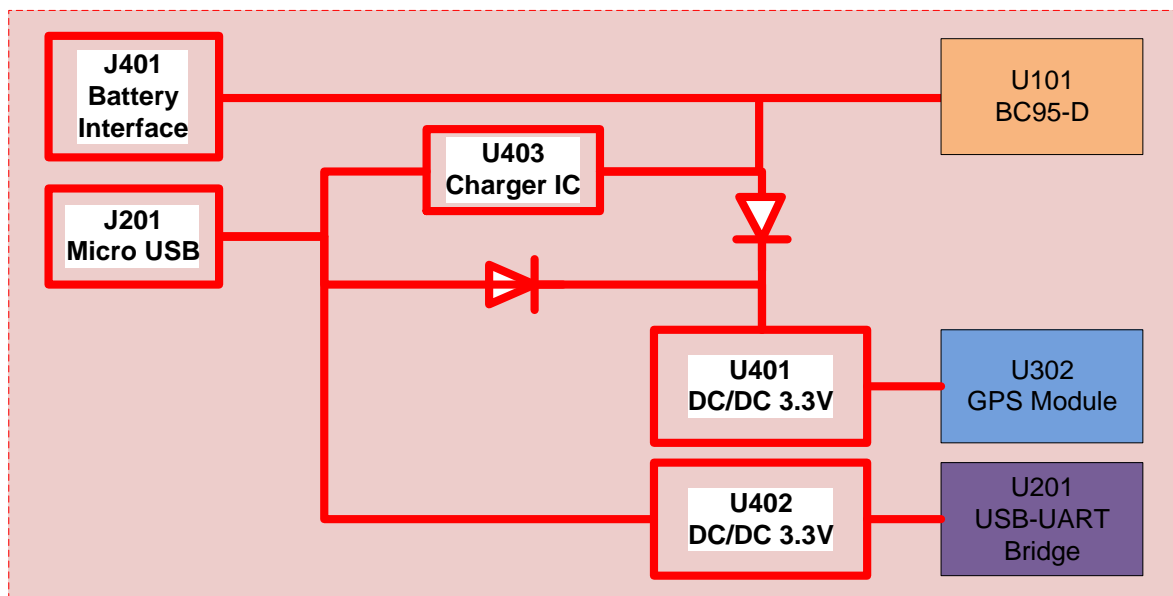 J401
Battery
Interface
U101
BC95-D
U403
Charger IC
J201
Micro USB
U401
DC/DC 3.3V
U302
GPS Module
U402
DC/DC 3.3V
U201
USB-UART
Bridge